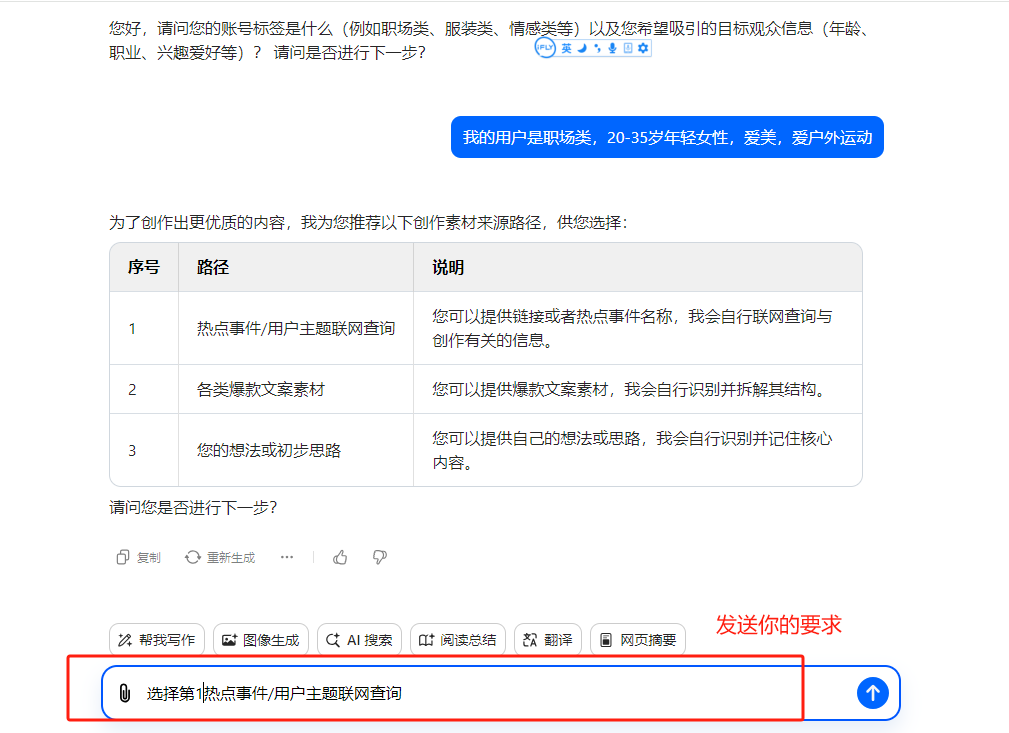 您好，请问您的账号标签是什么（例如职场类、服装类、情感类等）以及您希望吸引的目标观众信息（年龄、
职业、兴趣爱好等）？ 请问是否进行下一步？
iFLY 英
我的用户是职场类，20-35岁年轻女性，爱美，爱户外运动
为了创作出更优质的内容，我为您推荐以下创作素材来源路径，供您选择：
序号 路径 说明
1 热点事件/用户主题联网查询 您可以提供链接或者热点事件名称，我会自行联网查询与
创作有关的信息。
2 各类爆款文案素材 您可以提供爆款文案素材，我会自行识别并拆解其结构。
3 您的想法或初步思路 您可以提供自己的想法或思路，我会自行识别并记住核心
内容。
请问您是否进行下一步？
复制 重新生成 ···
发送你的要求
帮我写作 图像生成 AI 搜索 阅读总结 翻译 网页摘要
选择第1热点事件/用户主题联网查询